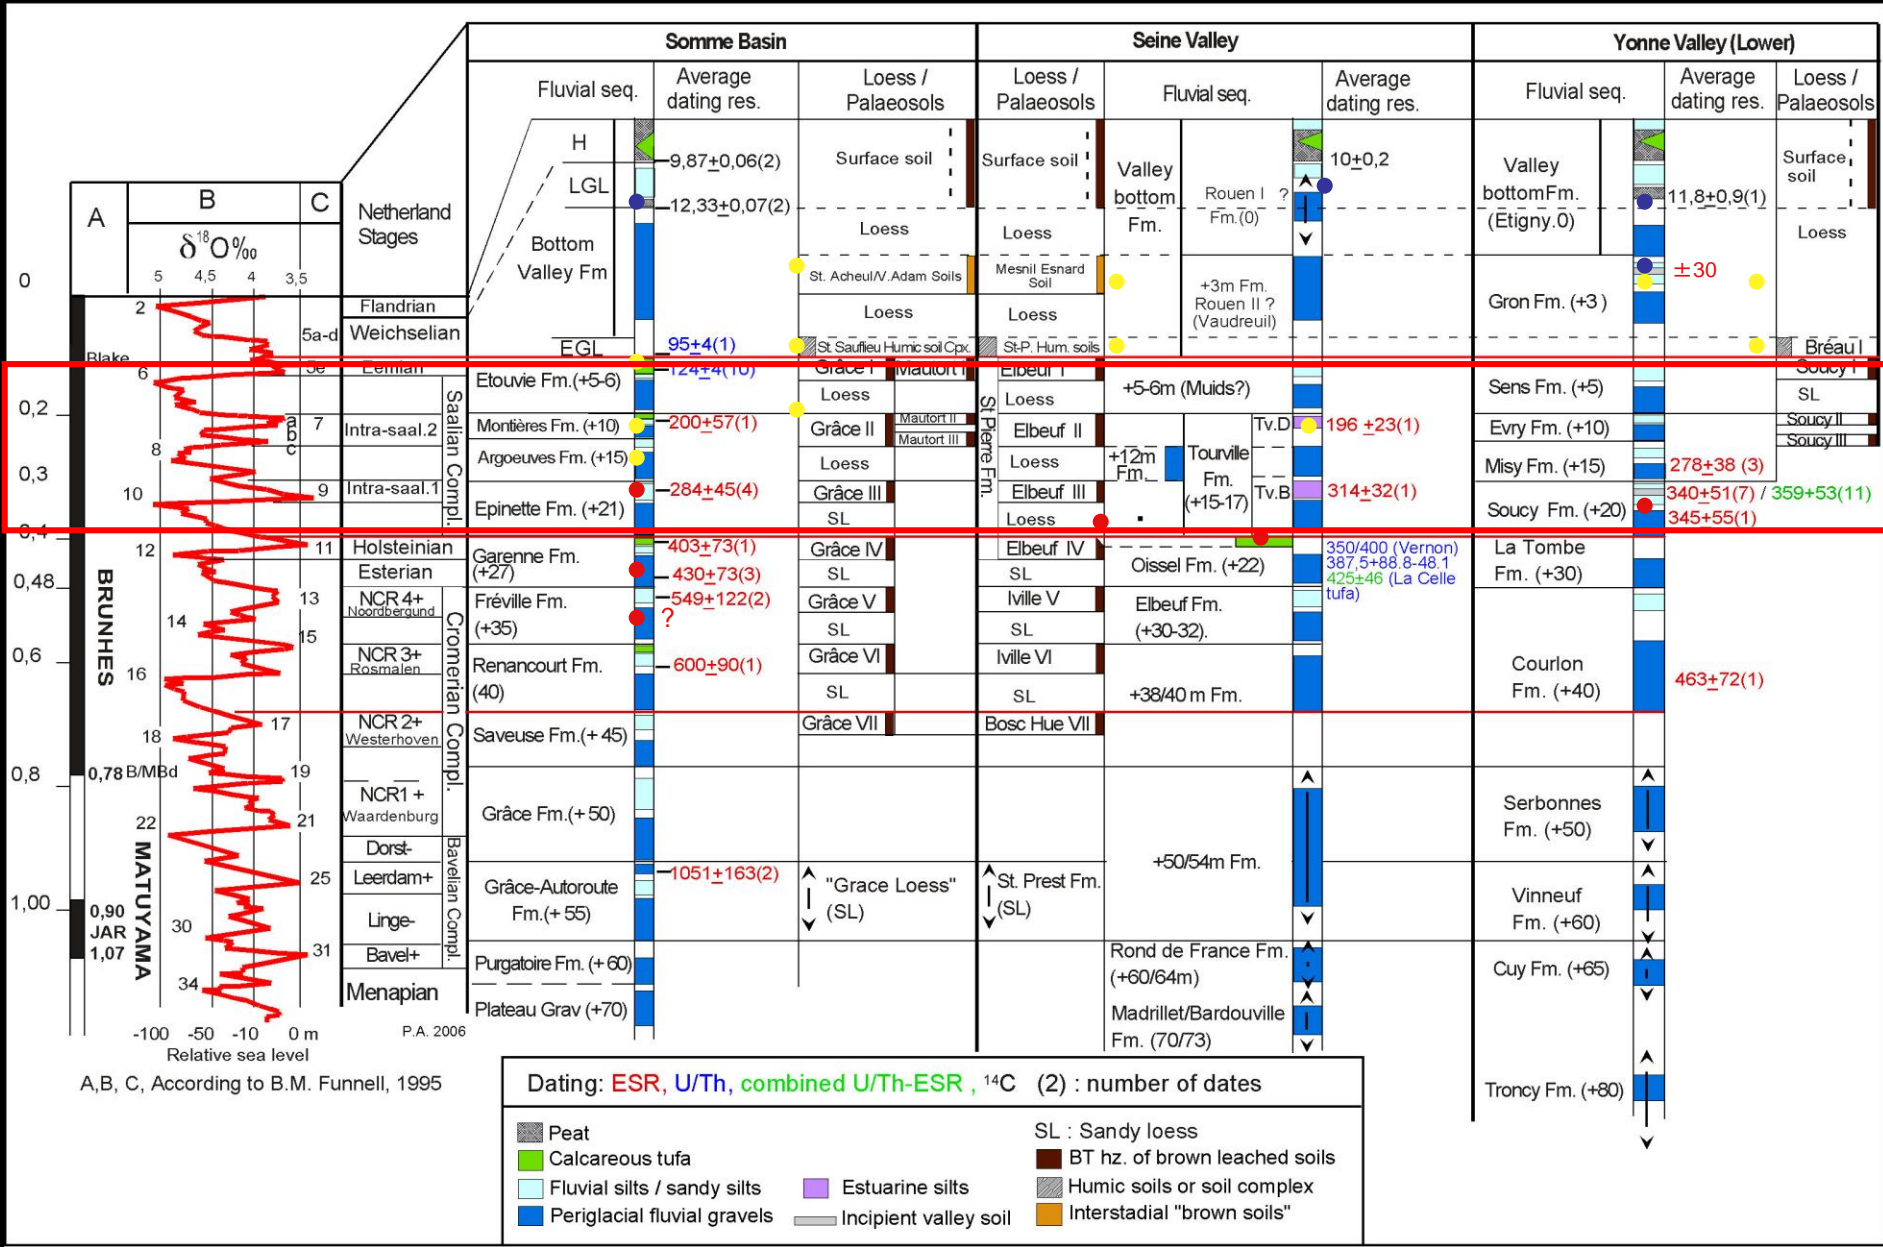 Somme Basin
Seine Valley
Yonne Valley (Lower)
Fluvial seq.
Average
dating res.
Loess /
Palaeosols
Loess /
Palaeosols
Fluvial seq.
Average
dating res.
Fluvial seq.
Average
dating res.
Loess /
Palaeosols
A
B
C
Netherland
Stages
δ18O‰
5
4,5
4
3,5
0
0,2
0,3
0,4
0,48
0,6
0,8
1,00
Blake
BRUNHES
MATUYAMA
0,78 B/MBd
0,90
JAR
1,07
2
5a-d
5e
6
7
a
b
c
8
9
10
11
12
13
14
15
16
17
18
19
21
22
25
30
31
34
-100
-50
-10
0 m
Relative sea level
P.A. 2006
A,B, C, According to B.M. Funnell, 1995
Flandrian
Weichselian
Eemian
Intra-saal.2
Intra-saal.1
Saalian Compl.
Holsteinian
Esterian
NCR 4+
Noordbergund
NCR 3+
Rosmalen
NCR 2+
Westerhoven
NCR1 +
Waardenburg
Cromerian Compl.
Dorst-
Leerdam+
Linge-
Bavel+
Bavelian Compl.
Menapian
H
LGL
Bottom
Valley Fm
EGL
Etouvie Fm.(+5-6)
Montières Fm. (+10)
Argoeuves Fm. (+15)
Epinette Fm. (+21)
Garenne Fm.
(+27)
Fréville Fm.
(+35)
Renancourt Fm.
(40)
Saveuse Fm.(+ 45)
Grâce Fm.(+ 50)
Grâce-Autoroute
Fm.(+ 55)
Purgatoire Fm. (+ 60)
Plateau Grav (+70)
9,87±0,06(2)
12,33±0,07(2)
95±4(1)
124±4(10)
200±57(1)
284±45(4)
403±73(1)
430±73(3)
549±122(2)
?
600±90(1)
1051±163(2)
Surface soil
Loess
St. Acheul/V.Adam Soils
Loess
St. Sauflieu Humic soil Cpx.
Grâce I
Mautort I
Loess
Grâce II
Mautort II
Mautort III
Loess
Grâce III
SL
Grâce IV
SL
Grâce V
SL
Grâce VI
SL
Grâce VII
"Grace Loess"
(SL)
Surface soil
Loess
Mesnil Esnard
Soil
Loess
St-P. Hum. soils
Elbeuf I
Loess
Elbeuf II
Loess
Elbeuf III
Loess
St Pierre Fm.
Elbeuf IV
SL
Iville V
SL
Iville VI
SL
Bosc Hue VII
St. Prest Fm.
(SL)
Valley
bottom
Fm.
Rouen I ?
Fm.(0)
+3m Fm.
Rouen II ?
(Vaudreuil)
+5-6m (Muids?)
+12m
Fm.
Tourville
Fm.
(+15-17)
Tv.D
Tv.B
Oissel Fm. (+22)
Elbeuf Fm.
(+30-32).
+38/40 m Fm.
+50/54m Fm.
Rond de France Fm.
(+60/64m)
Madrillet/Bardouville
Fm. (70/73)
10±0,2
196 ±23(1)
314±32(1)
350/400 (Vernon)
387,5+88.8-48.1
425±46 (La Celle
tufa)
Valley
bottomFm.
(Etigny.0)
Gron Fm. (+3 )
Sens Fm. (+5)
Evry Fm. (+10)
Misy Fm. (+15)
Soucy Fm. (+20)
La Tombe
Fm. (+30)
Courlon
Fm. (+40)
Serbonnes
Fm. (+50)
Vinneuf
Fm. (+60)
Cuy Fm. (+65)
Troncy Fm. (+80)
11,8±0,9(1)
±30
278±38 (3)
340±51(7) / 359+53(11)
345+55(1)
463±72(1)
Surface
soil
Loess
Bréau I
Soucy I
SL
Soucy II
Soucy III
Dating: ESR, U/Th, combined U/Th-ESR , 14C (2) : number of dates
Peat
Calcareous tufa
Fluvial silts / sandy silts
Periglacial fluvial gravels
Estuarine silts
Incipient valley soil
SL : Sandy loess
BT hz. of brown leached soils
Humic soils or soil complex
Interstadial "brown soils"